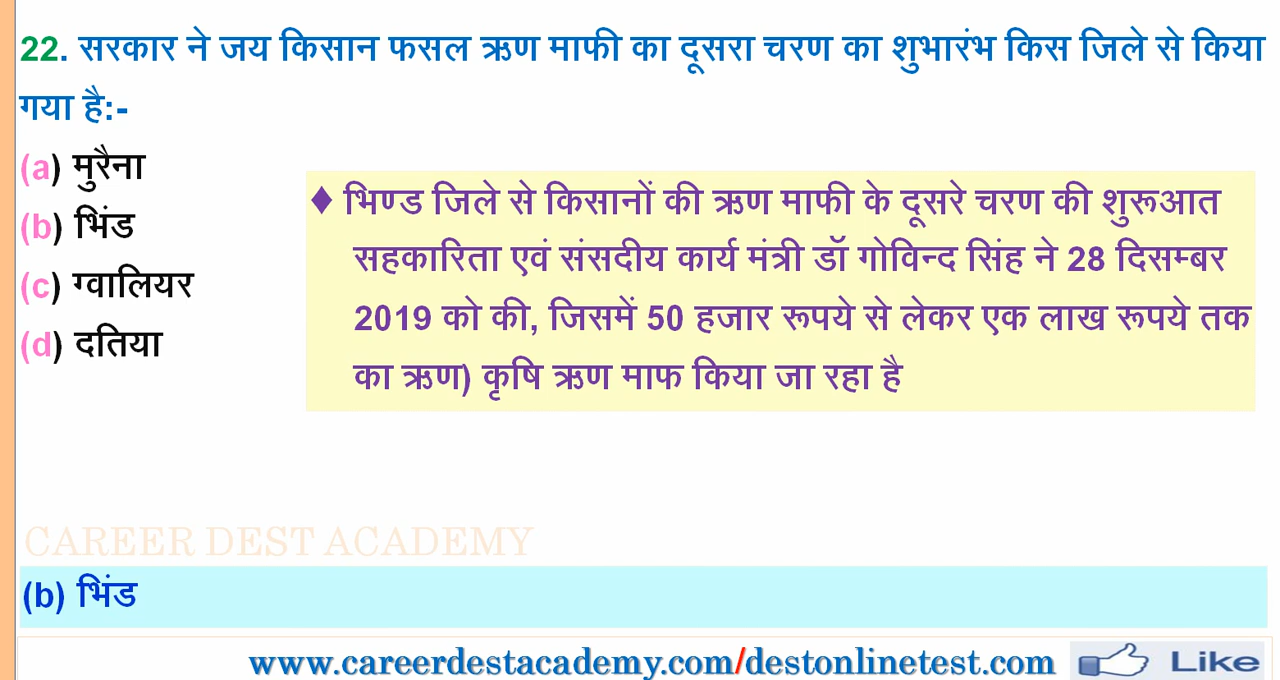 22. सरकार ने जय किसान फसल ऋण माफी का दूसरा चरण का शुभारंभ किस जिले से किया
गया है:-
(a) मुरैना
(b) भिंड
(c) ग्वालियर
(d) दतिया
♦ भिण्ड जिले से किसानों की ऋण माफी के दूसरे चरण की शुरूआत
सहकारिता एवं संसदीय कार्य मंत्री डॉ गोविन्द सिंह ने 28 दिसम्बर
2019 को की, जिसमें 50 हजार रूपये से लेकर एक लाख रूपये तक
का ऋण) कृषि ऋण माफ किया जा रहा है
CAREER DEST ACADEMY
(b) भिंड
www.careerdestacademy.com/destonlinetest.com Like